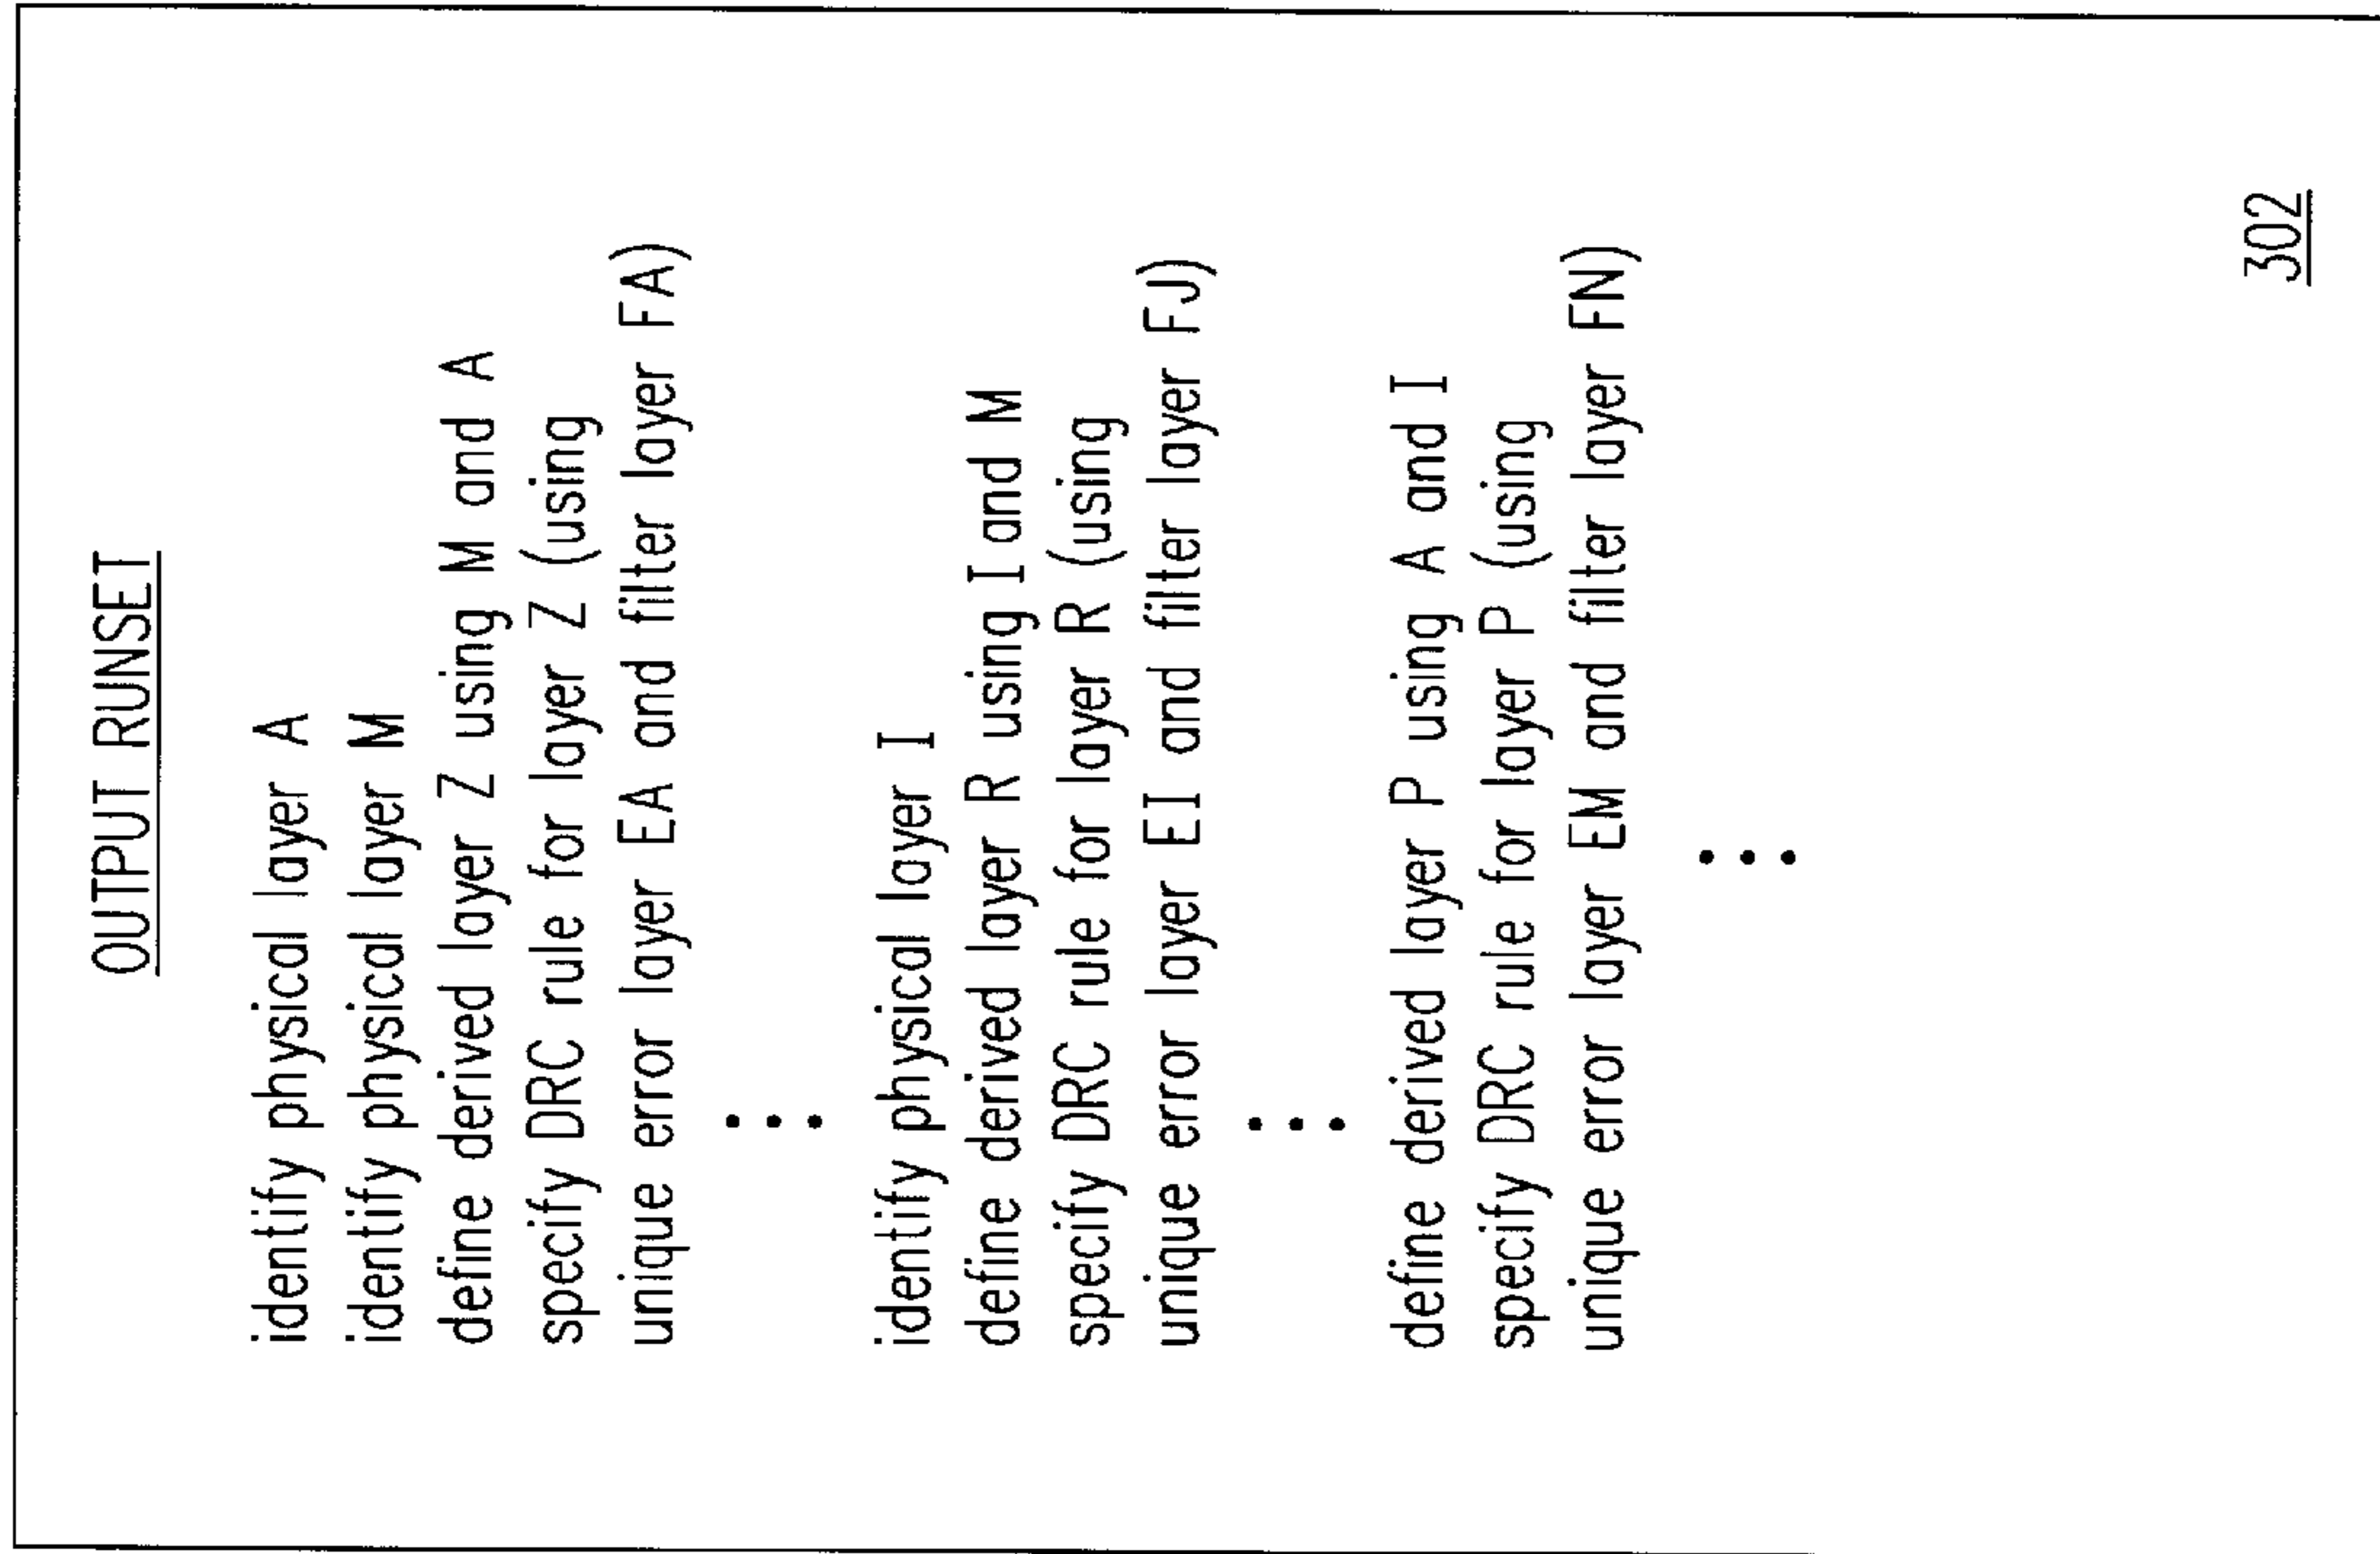 OUTPUT RUNSET
identify physical layer A
identify physical layer M
define derived layer Z using M and A
specify DRC rule for layer Z (using
unique error layer EA and filter layer FA)
•••
identify physical layer I
define derived layer R using I and M
specify DRC rule for layer R (using
unique error layer EI and filter layer FJ)
•••
define derived layer P using A and I
specify DRC rule for layer P (using
unique error layer EM and filter layer FN)
•••
302